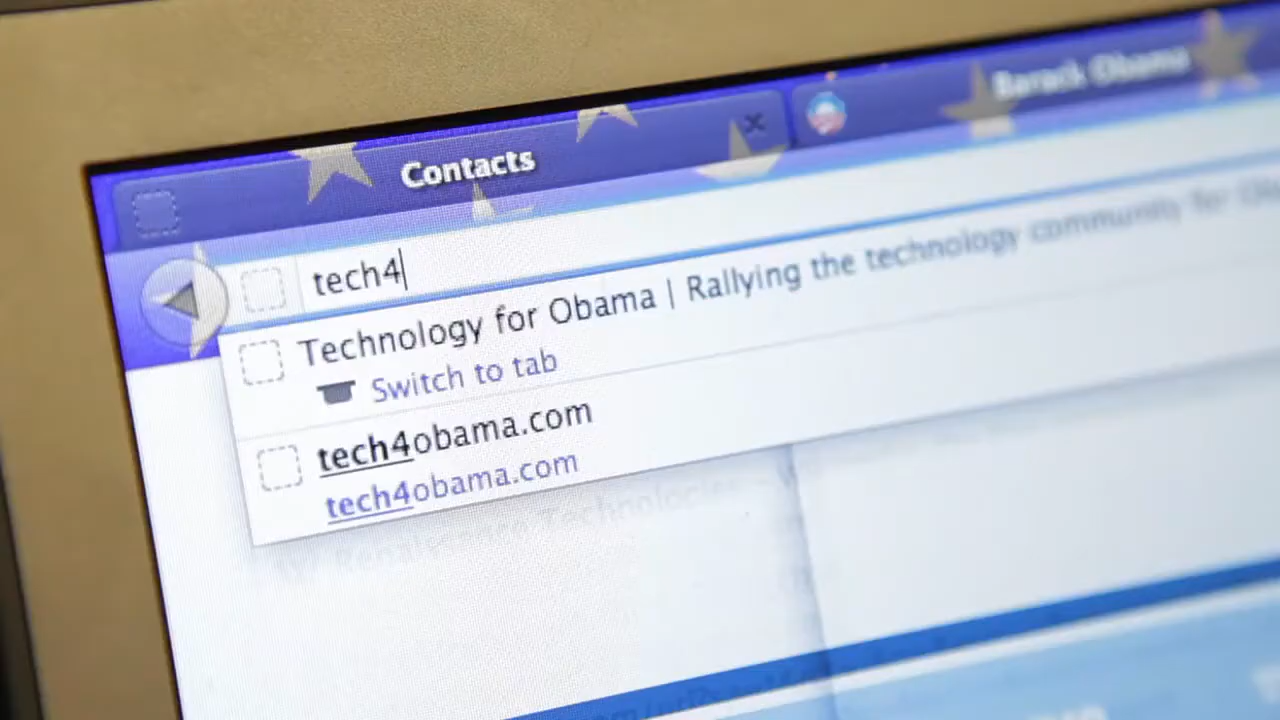 Contacts
Barack Obama
tech4
Technology for Obama | Rallying the technology community for
Switch to tab
tech4obama.com
tech4obama.com